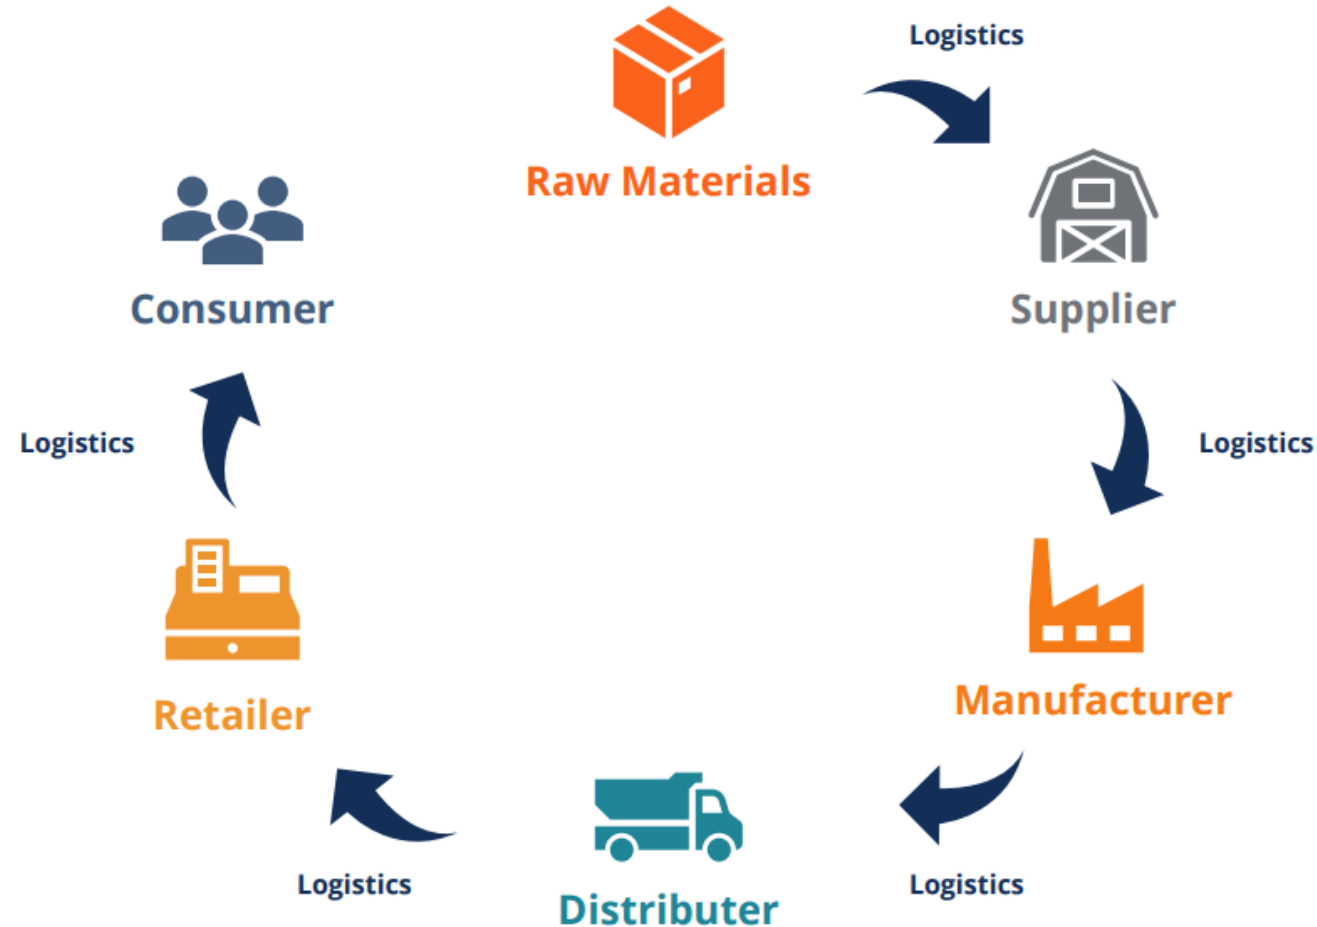 Logistics
Raw Materials
Supplier
Logistics
Manufacturer
Logistics
Distributer
Logistics
Retailer
Logistics
Consumer